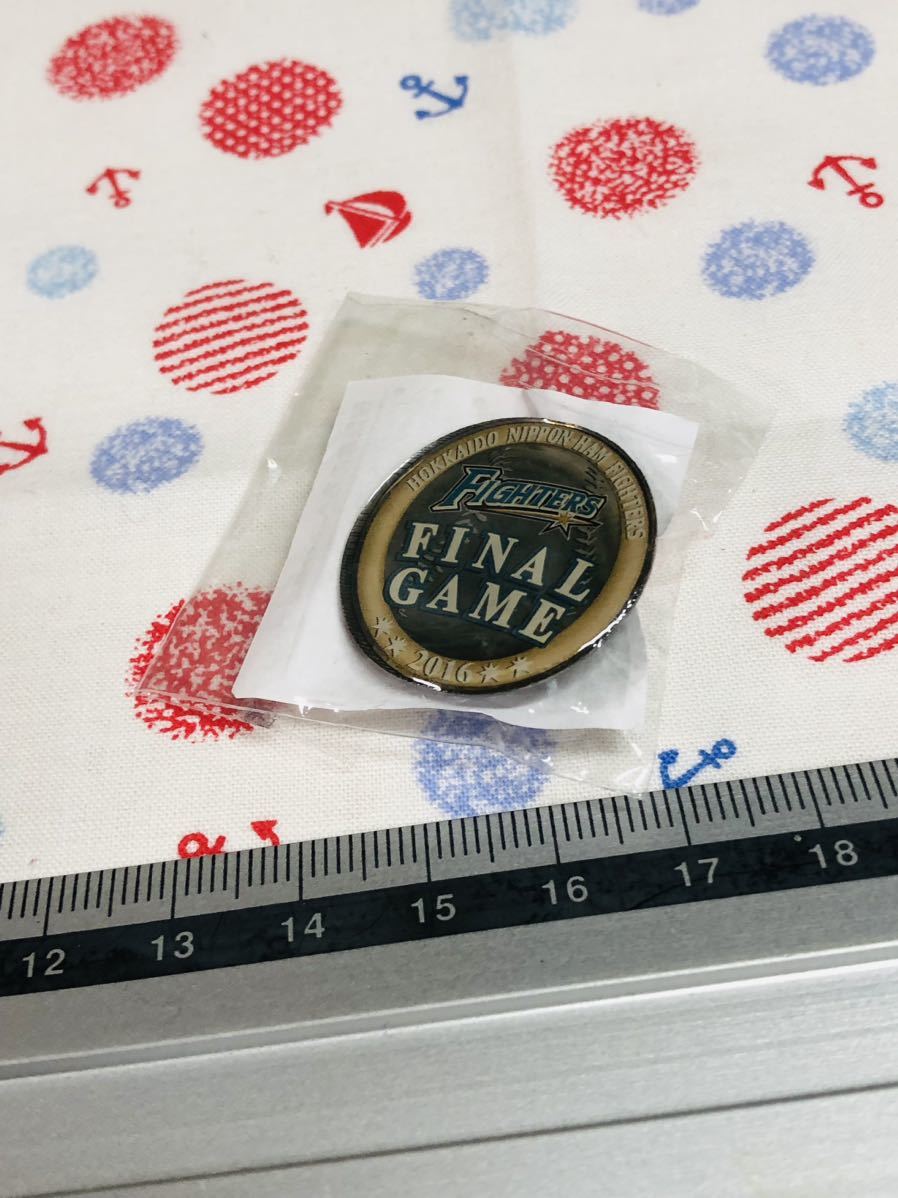 HOKKAIDO NIPPON-HAM FIGHTERS
FIGHTERS
FINAL
GAME
2016
12 13 14 15 16 17 18